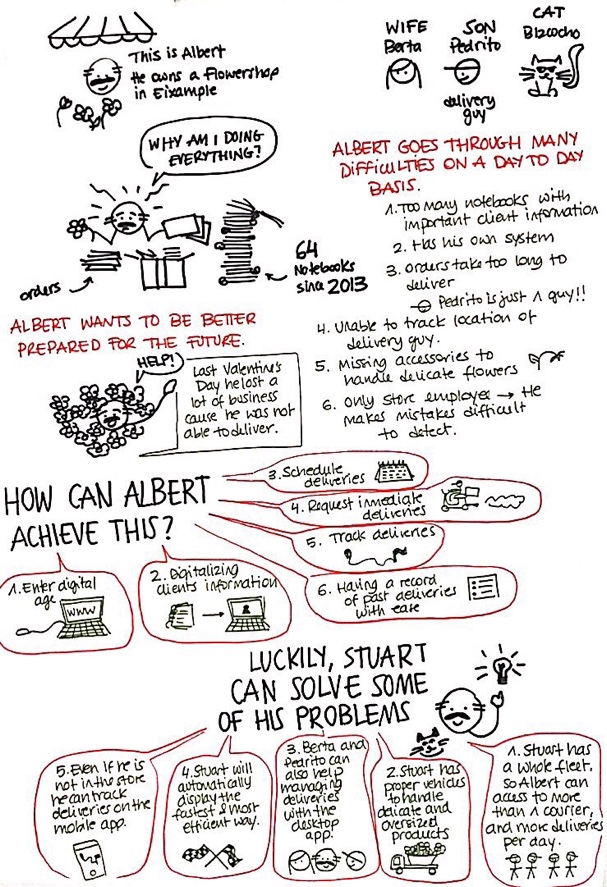 This is Albert
He owns a flowershop
in Eixample
WIFE
Berta
SON
Pedrito
delivery
guy
CAT
Bizcocho
WHY AM I DOING
EVERYTHING?
orders
64
Notebooks
since 2013
ALBERT GOES THROUGH MANY
DIFFICULTIES ON A DAY TO DAY
BASIS.
1. Too many notebooks with
important client information
2. Has his own system
3. Orders take too long to
deliver
Pedrito is just 1 guy!!
4. Unable to track location of
delivery guy.
5. Missing accessories to
handle delicate flowers
6. Only store employee → He
makes mistakes difficult
to detect.
ALBERT WANTS TO BE BETTER
PREPARED FOR THE FUTURE.
HELP!
Last Valentine's
Day he lost a
lot of business
cause he was not
able to deliver.
HOW CAN ALBERT
ACHIEVE THIS?
1. Enter digital
age
WWW
2. Digitalizing
clients information
3. Schedule
deliveries
4. Request inmediate
deliveries
5. Track deliveries
6. Having a record
of past deliveries
with ease
LUCKILY, STUART
CAN SOLVE SOME
OF HIS PROBLEMS
5. Even if he is
not in the store
he can track
deliveries on the
mobile app.
4. Stuart will
automatically
display the
fastest & most
efficient way.
3. Berta and
Pedrito can
also help
managing
deliveries
with the
desktop
app.
2. Stuart has
proper vehicles
to handle
delicate and
oversized
products
1. Stuart has
a whole fleet.
So Albert can
access to more
than 1 courier,
and more deliveries
per day.